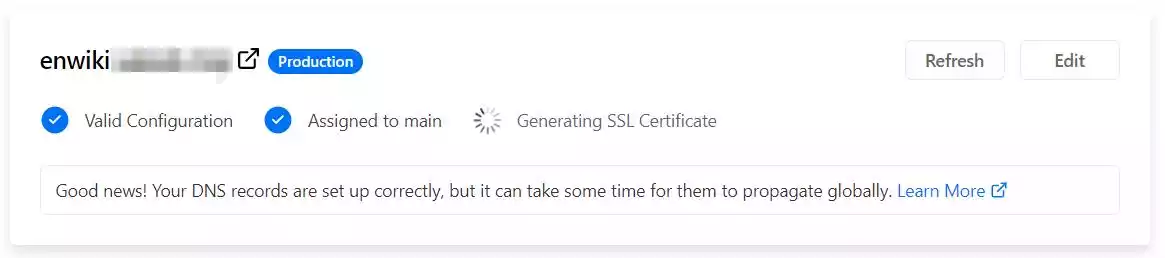 enwiki Production Refresh Edit
Valid Configuration Assigned to main Generating SSL Certificate
Good news! Your DNS records are set up correctly, but it can take some time for them to propagate globally. Learn More